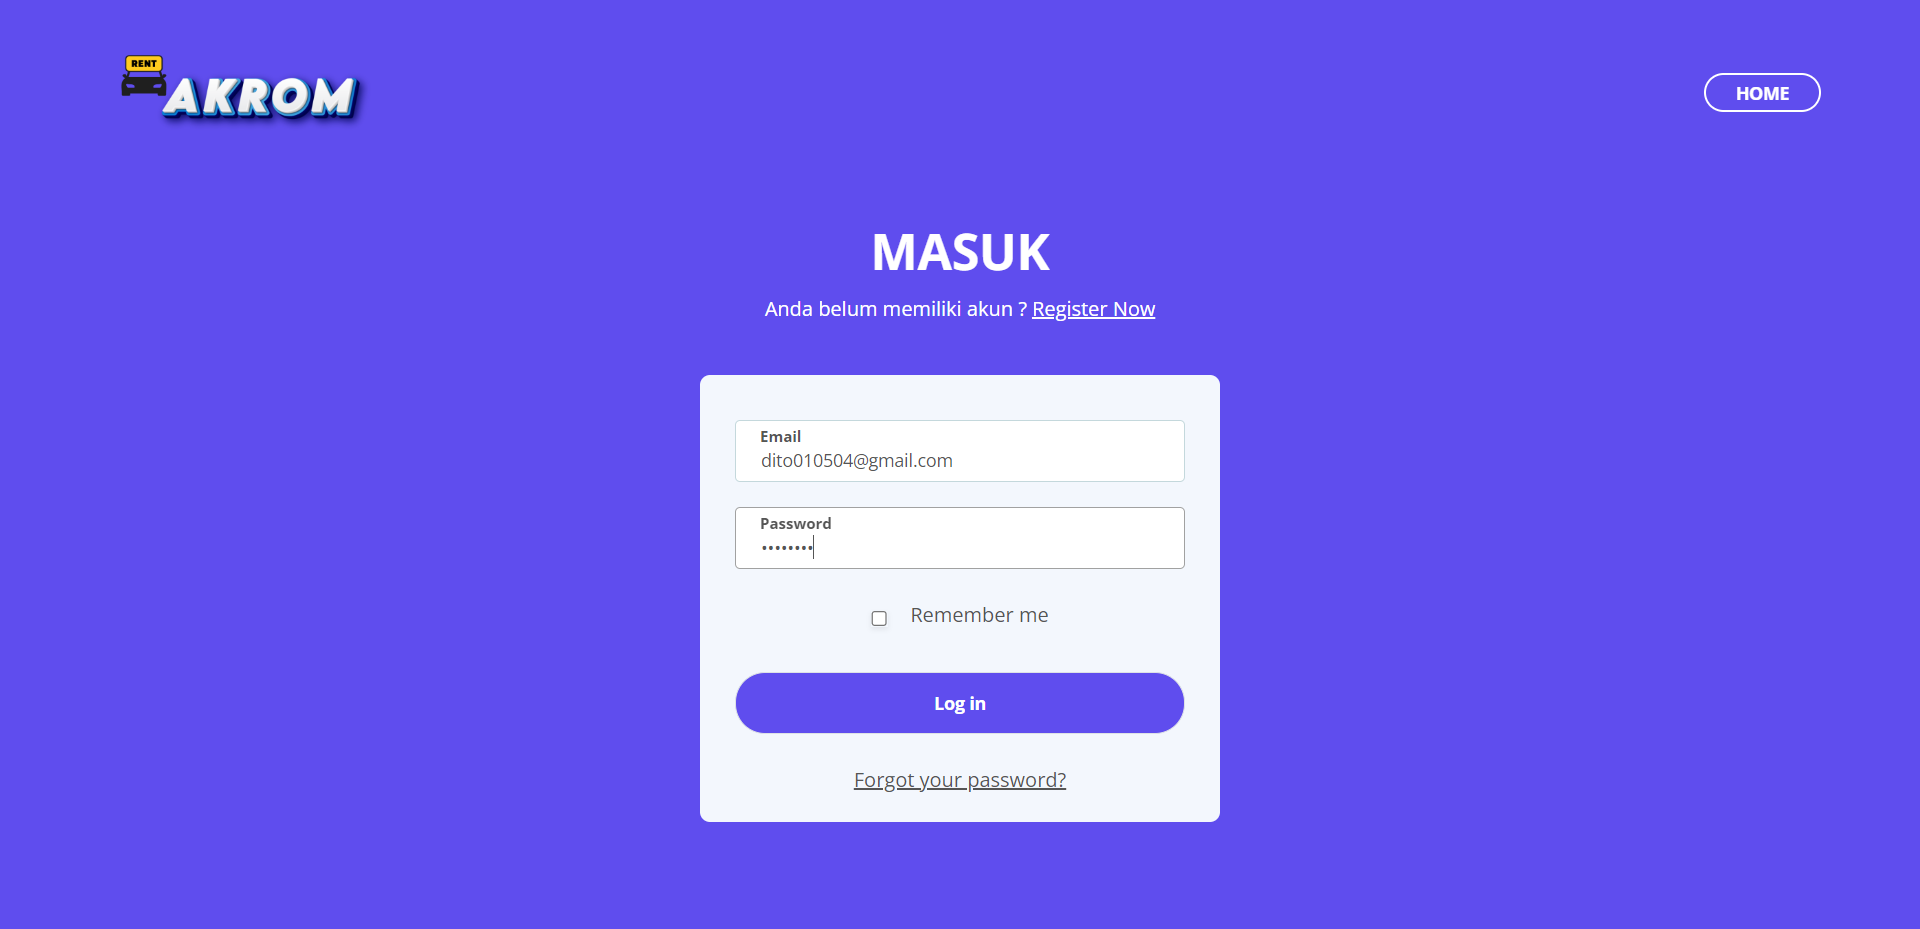 RENT
AKROM
HOME
MASUK
Anda belum memiliki akun ? Register Now
Email
dito010504@gmail.com
Password
••••••••
Remember me
Log in
Forgot your password?